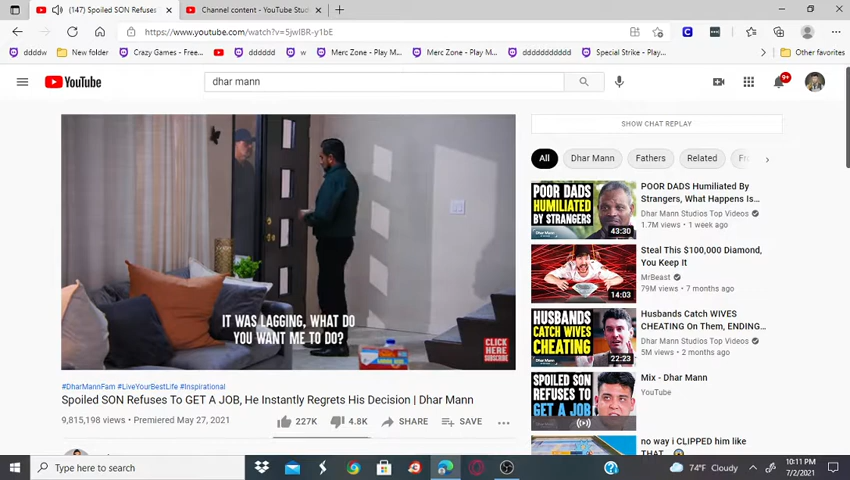 (147) Spoiled SON Refuses
Channel content - YouTube Stu
https://www.youtube.com/watch?v=5jwIBR-y1bE
ddddw
New folder
Crazy Games - Free...
dddddd
w
Merc Zone - Play M...
Merc Zone - Play M...
dddddddddd
Special Strike - Play...
Other favorites
YouTube
dhar mann
9+
SHOW CHAT REPLAY
All
Dhar Mann
Fathers
Related
IT WAS LAGGING, WHAT DO
YOU WANT ME TO DO?
CLICK
HERE
SUBSCRIBE
#DharMannFam #LiveYourBestLife #Inspirational
Spoiled SON Refuses To GET A JOB, He Instantly Regrets His Decision | Dhar Mann
9,815,198 views • Premiered May 27, 2021
227K
4.8K
SHARE
SAVE
POOR DADS
HUMILIATED
BY STRANGERS
Dhar Mann
43:30
POOR DADS Humiliated By
Strangers, What Happens Is...
Dhar Mann Studios Top Videos
1.7M views • 1 week ago
14:03
Steal This $100,000 Diamond,
You Keep It
MrBeast
79M views • 7 months ago
HUSBANDS
CATCH WIVES
CHEATING
Dhar Mann
22:23
Husbands Catch WIVES
CHEATING On Them, ENDING...
Dhar Mann Studios Top Videos
5M views • 2 months ago
SPOILED SON
REFUSES TO
GET A JOB
Mix - Dhar Mann
YouTube
no way i CLIPPED him like
THAT
Type here to search
74°F Cloudy
10:11 PM
7/2/2021